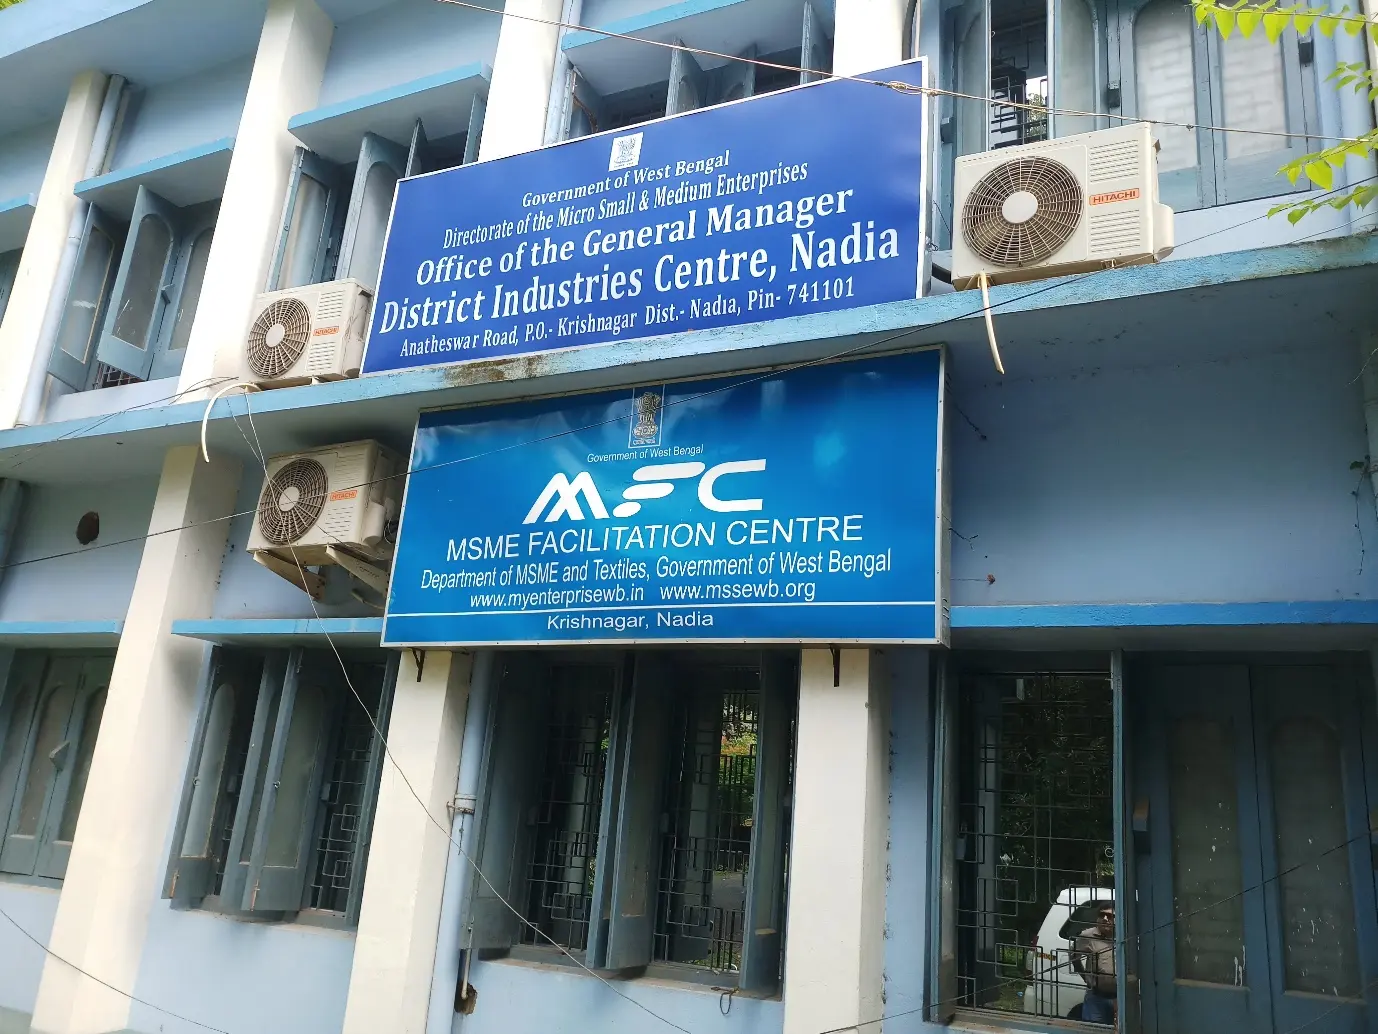 Government of West Bengal
Directorate of the Micro Small & Medium Enterprises
Office of the General Manager
District Industries Centre, Nadia
Anatheswar Road, P.O.- Krishnagar Dist.- Nadia, Pin- 741101
HITACHI
HITACHI
HITACHI
Government of West Bengal
MFC
MSME FACILITATION CENTRE
Department of MSME and Textiles, Government of West Bengal
www.myenterprisewb.in www.mssewb.org
Krishnagar, Nadia